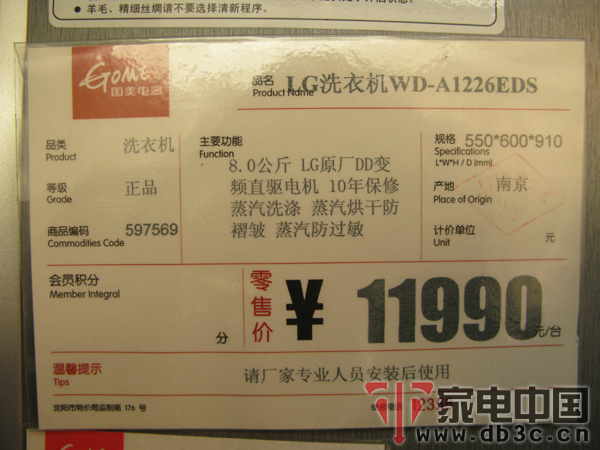 羊毛、精细丝绸请不要选择清新程序。
GOME
国美电器
品名 LG洗衣机WD-A1226EDS
Product Name
品类 洗衣机
Product
等级 正品
Grade
商品编码 597569
Commodities Code
主要功能
Function
8.0公斤 LG原厂DD变
频直驱电机 10年保修
蒸汽洗涤 蒸汽烘干防
褶皱 蒸汽防过敏
规格 550*600*910
Specifications
L*W*H / D (mm)
产地 南京
Place of Origin
计价单位 元
Unit
会员积分
Member Integral
分
零售价 ¥ 11990 元/台
温馨提示
Tips
请厂家专业人员安装后使用
沈阳市物价局监制第 176 号
家电中国
www.db3c.cn
GOME